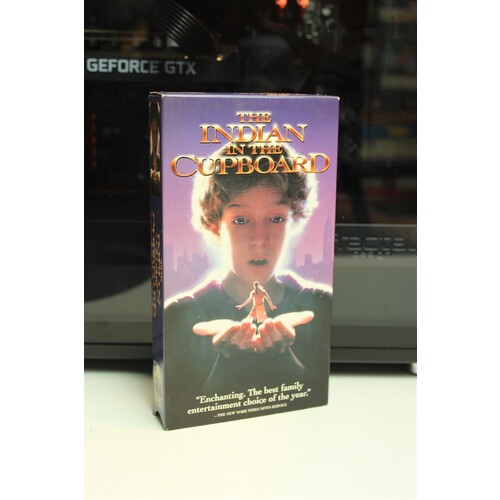 GEFORCE GTX
THE
INDIAN
IN THE
CUPBOARD
"Enchanting. The best family
entertainment choice of the year."
—THE NEW YORK TIMES NEWS SERVICE